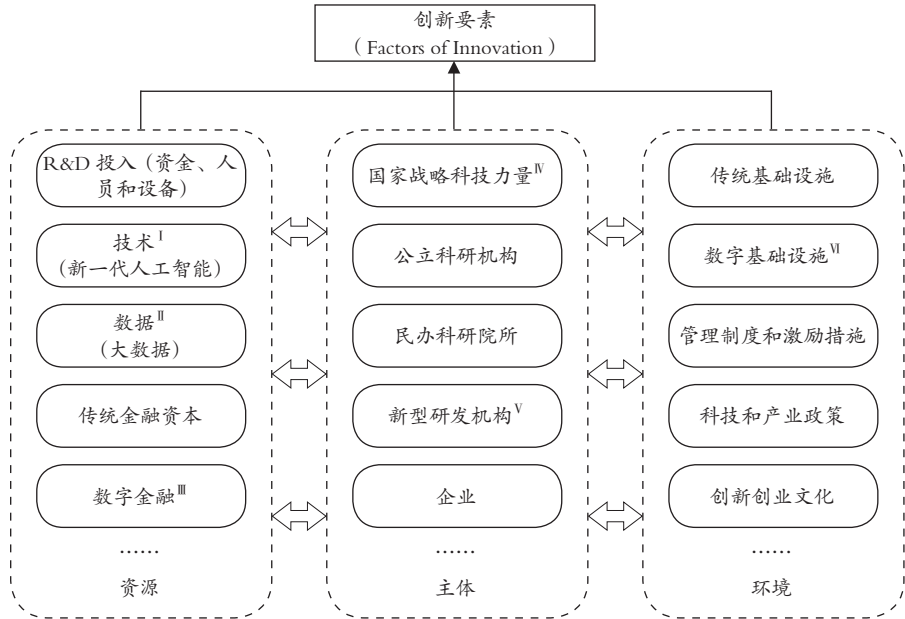 创新要素
（Factors of Innovation）
R&D 投入（资金、人
员和设备）
技术Ⅰ
（新一代人工智能）
数据Ⅱ
（大数据）
传统金融资本
数字金融Ⅲ
……
资源
国家战略科技力量Ⅳ
公立科研机构
民办科研院所
新型研发机构Ⅴ
企业
……
主体
传统基础设施
数字基础设施Ⅵ
管理制度和激励措施
科技和产业政策
创新创业文化
……
环境